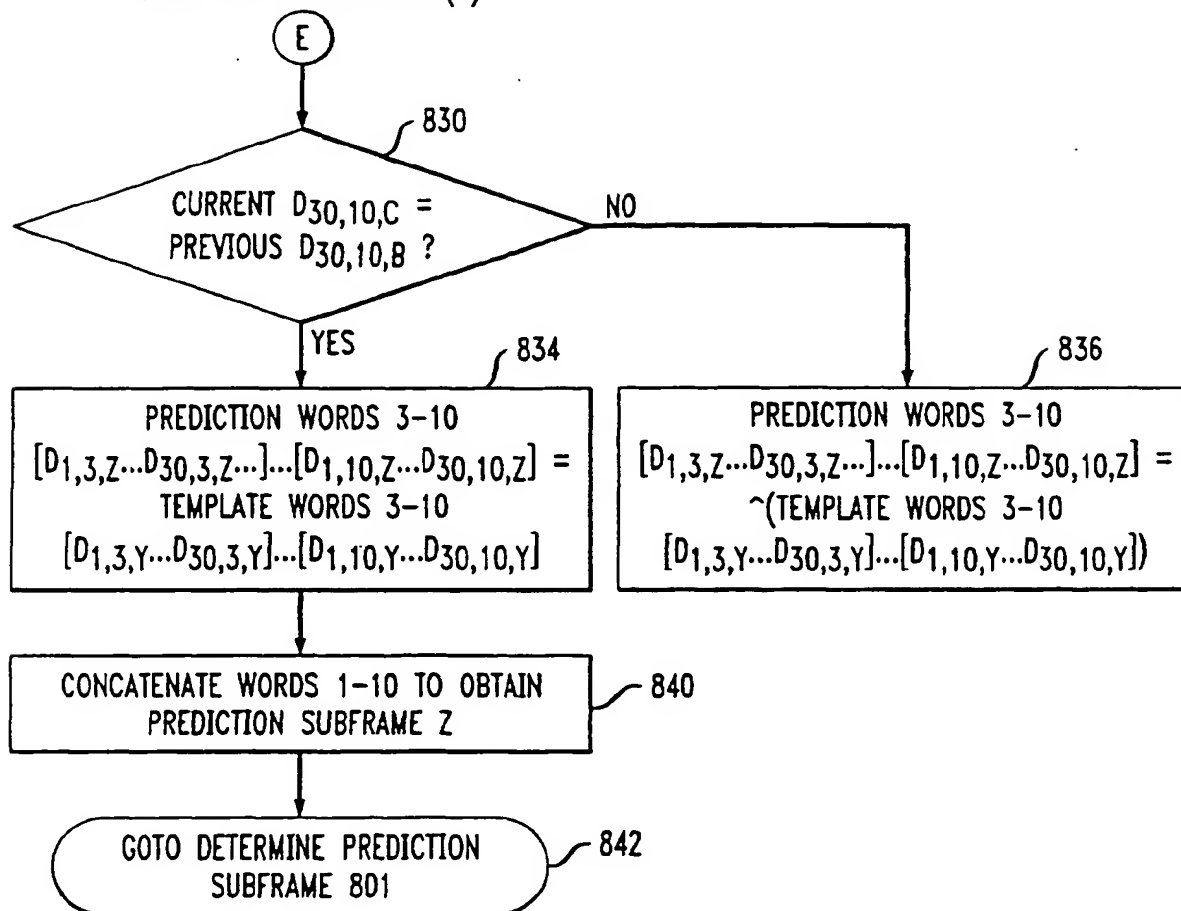 E
830
CURRENT D30,10,C =
PREVIOUS D30,10,B ?
NO
YES
834
PREDICTION WORDS 3-10
[D1,3,Z...D30,3,Z...]...[D1,10,Z...D30,10,Z] =
TEMPLATE WORDS 3-10
[D1,3,Y...D30,3,Y]...[D1,10,Y...D30,10,Y]
836
PREDICTION WORDS 3-10
[D1,3,Z...D30,3,Z...]...[D1,10,Z...D30,10,Z] =
^(TEMPLATE WORDS 3-10
[D1,3,Y...D30,3,Y]...[D1,10,Y...D30,10,Y])
CONCATENATE WORDS 1-10 TO OBTAIN
PREDICTION SUBFRAME Z
840
GOTO DETERMINE PREDICTION
SUBFRAME 801
842